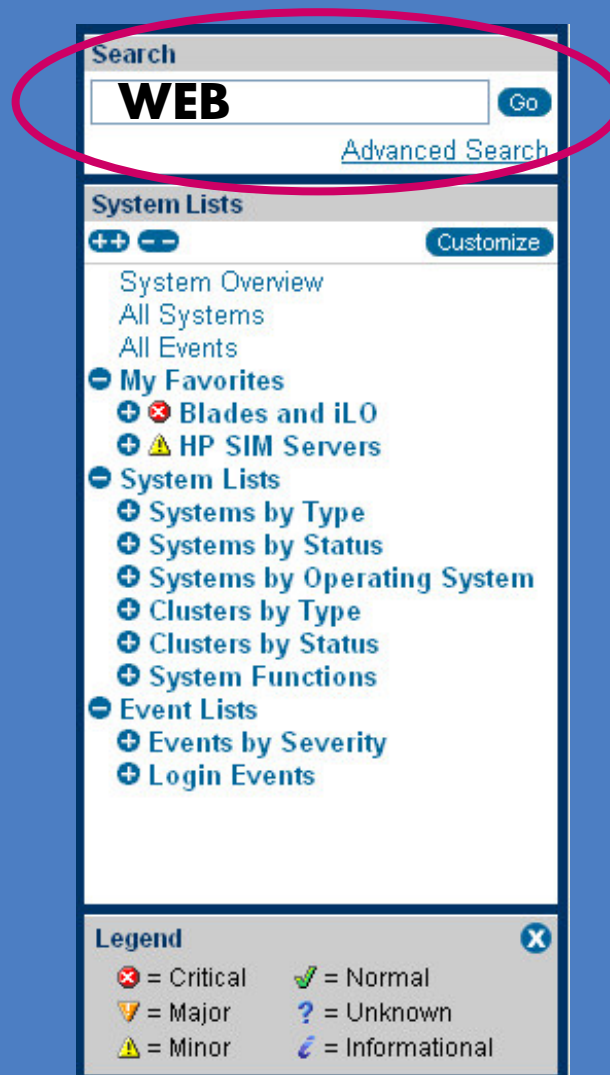 Search
WEB Go
Advanced Search
System Lists
Customize
System Overview
All Systems
All Events
My Favorites
Blades and iLO
HP SIM Servers
System Lists
Systems by Type
Systems by Status
Systems by Operating System
Clusters by Type
Clusters by Status
System Functions
Event Lists
Events by Severity
Login Events
Legend
= Critical = Normal
= Major ? = Unknown
= Minor i = Informational